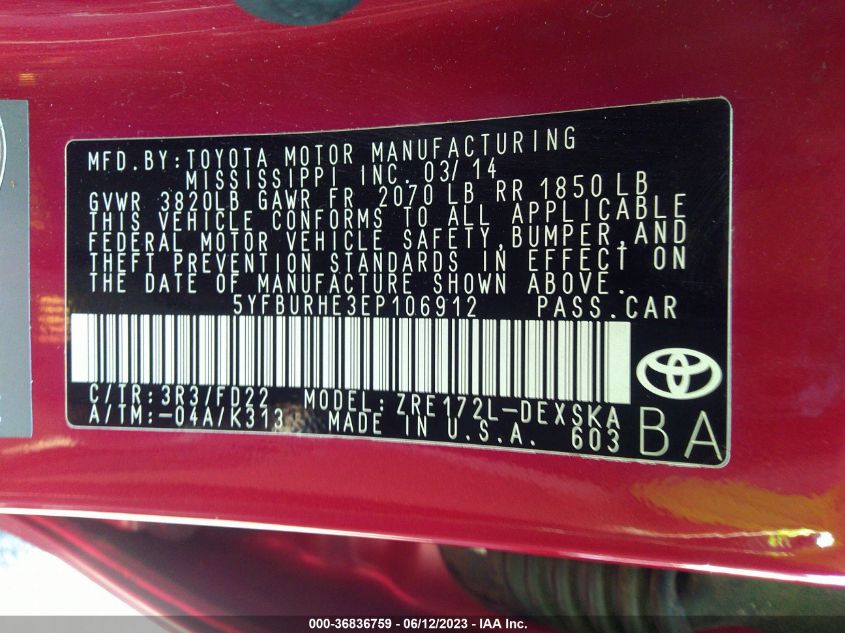 MFD.BY:TOYOTA MOTOR MANUFACTURING
MISSISSIPPI INC. 03/14
GVWR 3820LB GAWR FR 2070 LB RR 1850 LB
THIS VEHICLE CONFORMS TO ALL APPLICABLE
FEDERAL MOTOR VEHICLE SAFETY,BUMPER,AND
THEFT PREVENTION STANDARDS IN EFFECT ON
THE DATE OF MANUFACTURE SHOWN ABOVE.
5YFBURHE3EP106912 PASS.CAR
C/TR:3R3/FD22 MODEL:ZRE172L-DEXSKA
A/TM:-04A/K313 MADE IN U.S.A. 603
BA
000-36836759 - 06/12/2023 - IAA Inc.